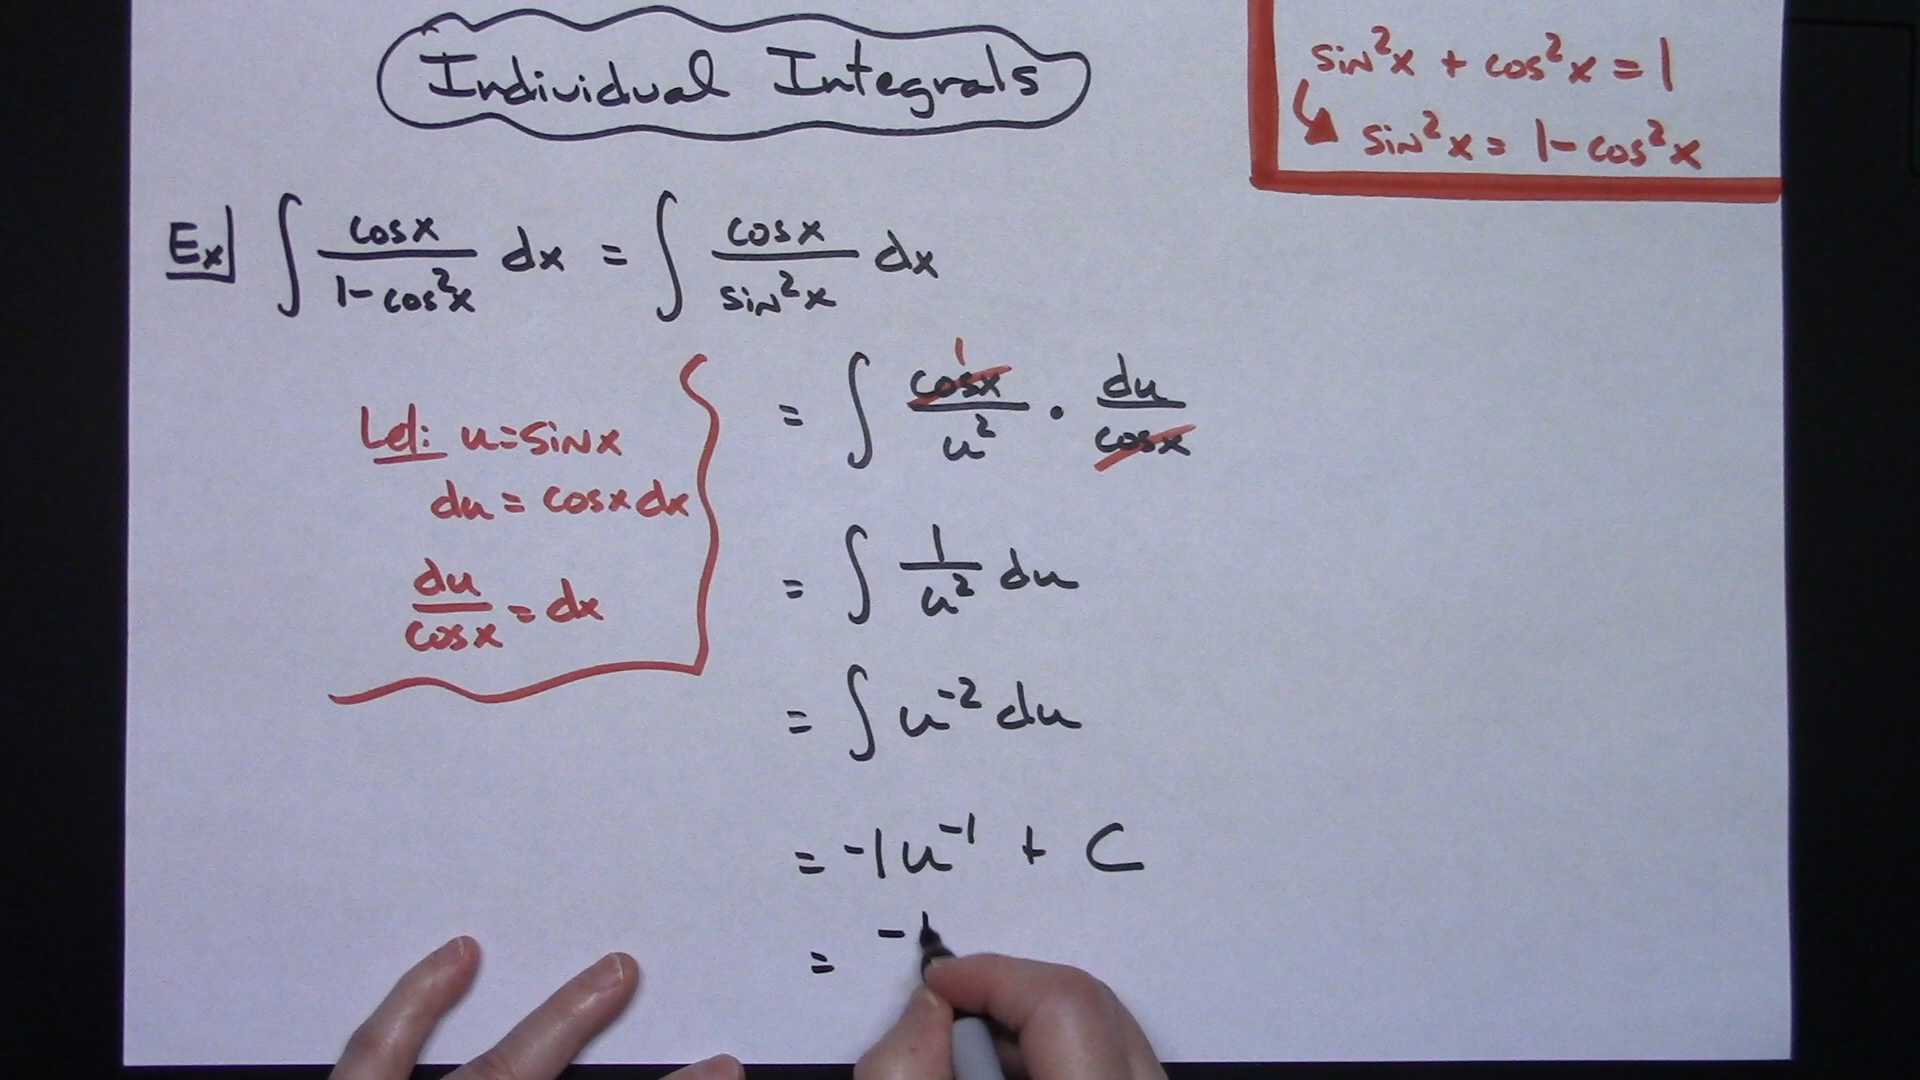 Individual Integrals
sin²x + cos²x = 1
sin²x = 1 - cos²x
Ex ∫ cosx/(1 - cos²x) dx = ∫ cosx/sin²x dx
Let: u = sinx
du = cosx dx
du/cosx = dx
= ∫ cosx/u² · du/cosx
1
= ∫ 1/u² du
= ∫ u⁻² du
= -1u⁻¹ + C
= -1